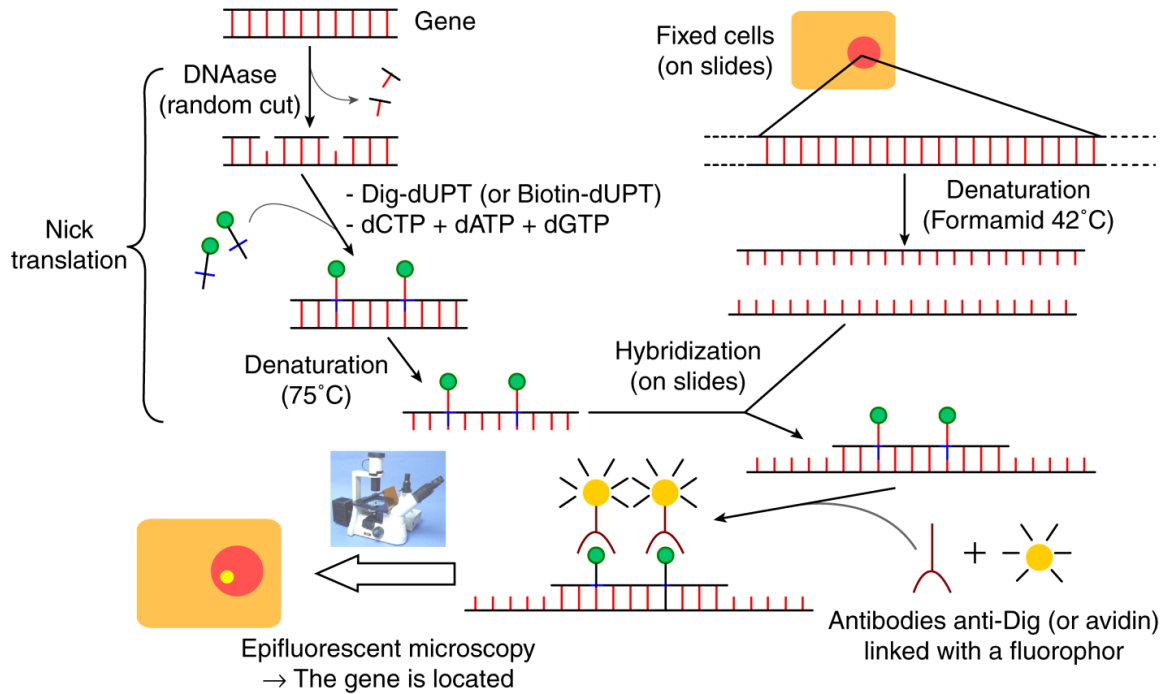 Gene
DNAase
(random cut)
Nick
translation
- Dig-dUPT (or Biotin-dUPT)
- dCTP + dATP + dGTP
Denaturation
(75˚C)
Fixed cells
(on slides)
Denaturation
(Formamid 42˚C)
Hybridization
(on slides)
+
Antibodies anti-Dig (or avidin)
linked with a fluorophor
Epifluorescent microscopy
→ The gene is located